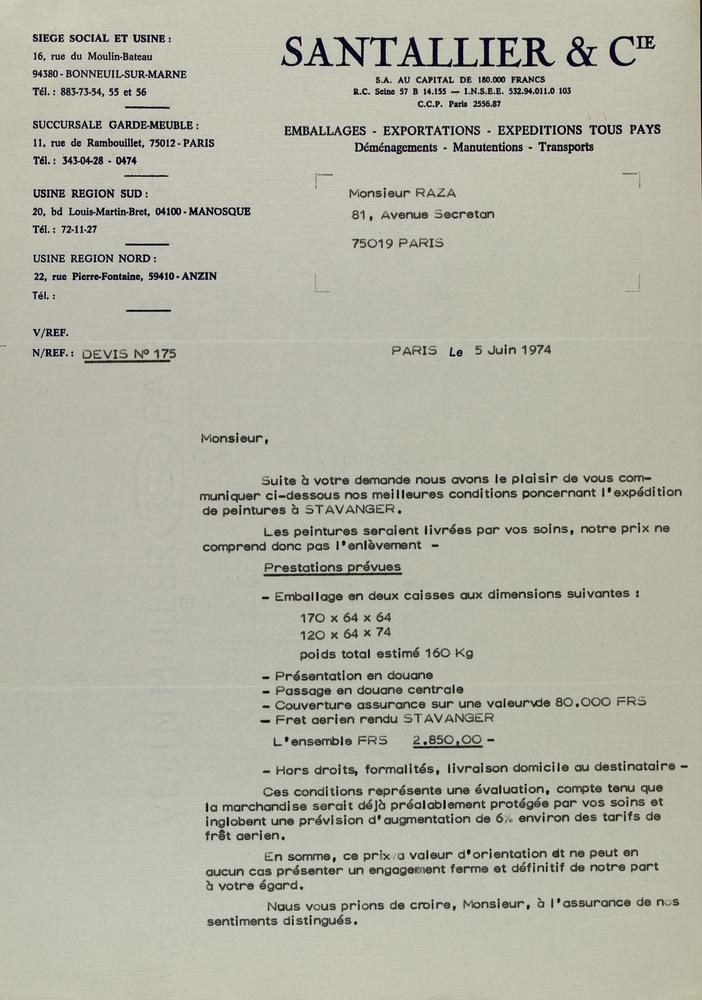 SIEGE SOCIAL ET USINE :
16, rue du Moulin-Bateau
94380 - BONNEUIL-SUR-MARNE
Tél. : 883-73-54, 55 et 56
SUCCURSALE GARDE-MEUBLE :
11, rue de Rambouillet, 75012 - PARIS
Tél. : 343-04-28 - 0474
USINE REGION SUD :
20, bd Louis-Martin-Bret, 04100 - MANOSQUE
Tél. : 72-11-27
USINE REGION NORD :
22, rue Pierre-Fontaine, 59410 - ANZIN
Tél. :
V/REF.
N/REF. : DEVIS Nº 175
SANTALLIER & CIE
S.A. AU CAPITAL DE 180.000 FRANCS
R.C. Seine 57 B 14.155 — I.N.S.E.E. 532.94.011.0 103
C.C.P. Paris 2556.87
EMBALLAGES - EXPORTATIONS - EXPEDITIONS TOUS PAYS
Déménagements - Manutentions - Transports
Monsieur RAZA
81, Avenue Secretan
75019 PARIS
PARIS Le 5 Juin 1974
Monsieur,
Suite à votre demande nous avons le plaisir de vous com-
muniquer ci-dessous nos meilleures conditions poncernant l'expédition
de peintures à STAVANGER.
Les peintures seraient livrées par vos soins, notre prix ne
comprend donc pas l'enlèvement -
Prestations prévues
- Emballage en deux caisses aux dimensions suivantes :
170 x 64 x 64
120 x 64 x 74
poids total estimé 160 Kg
- Présentation en douane
- Passage en douane centrale
- Couverture assurance sur une valeurvde 80.000 FRS
- Fret aerien rendu STAVANGER
L'ensemble FRS 2.850,00 -
- Hors droits, formalités, livraison domicile au destinataire -
Ces conditions représente une évaluation, compte tenu que
la marchandise serait déjà préalablement protégée par vos soins et
inglobent une prévision d'augmentation de 6% environ des tarifs de
frêt aerien.
En somme, ce prix a valeur d'orientation dt ne peut en
aucun cas présenter un engagement ferme et définitif de notre part
à votre égard.
Nous vous prions de croire, Monsieur, à l'assurance de nos
sentiments distingués.